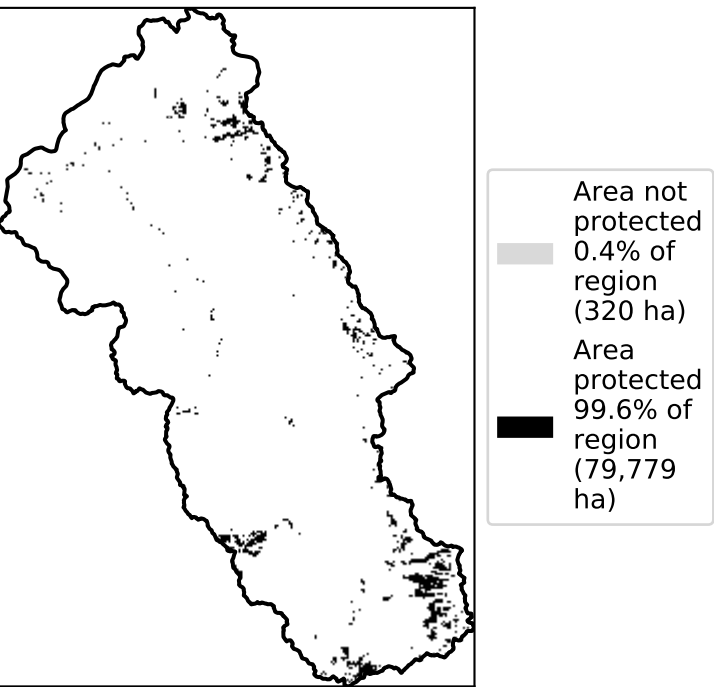 Area not
protected
0.4% of
region
(320 ha)
Area
protected
99.6% of
region
(79,779
ha)